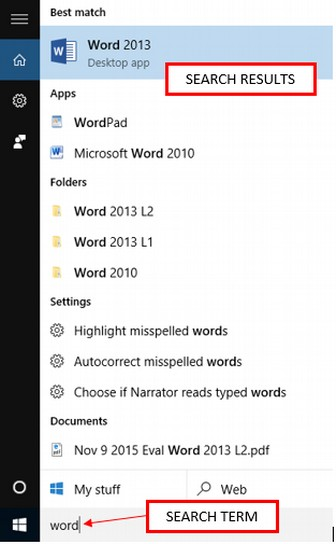 Best match
Word 2013
Desktop app
SEARCH RESULTS
Apps
WordPad
Microsoft Word 2010
Folders
Word 2013 L2
Word 2013 L1
Word 2010
Settings
Highlight misspelled words
Autocorrect misspelled words
Choose if Narrator reads typed words
Documents
Nov 9 2015 Eval Word 2013 L2.pdf
My stuff
Web
word
SEARCH TERM